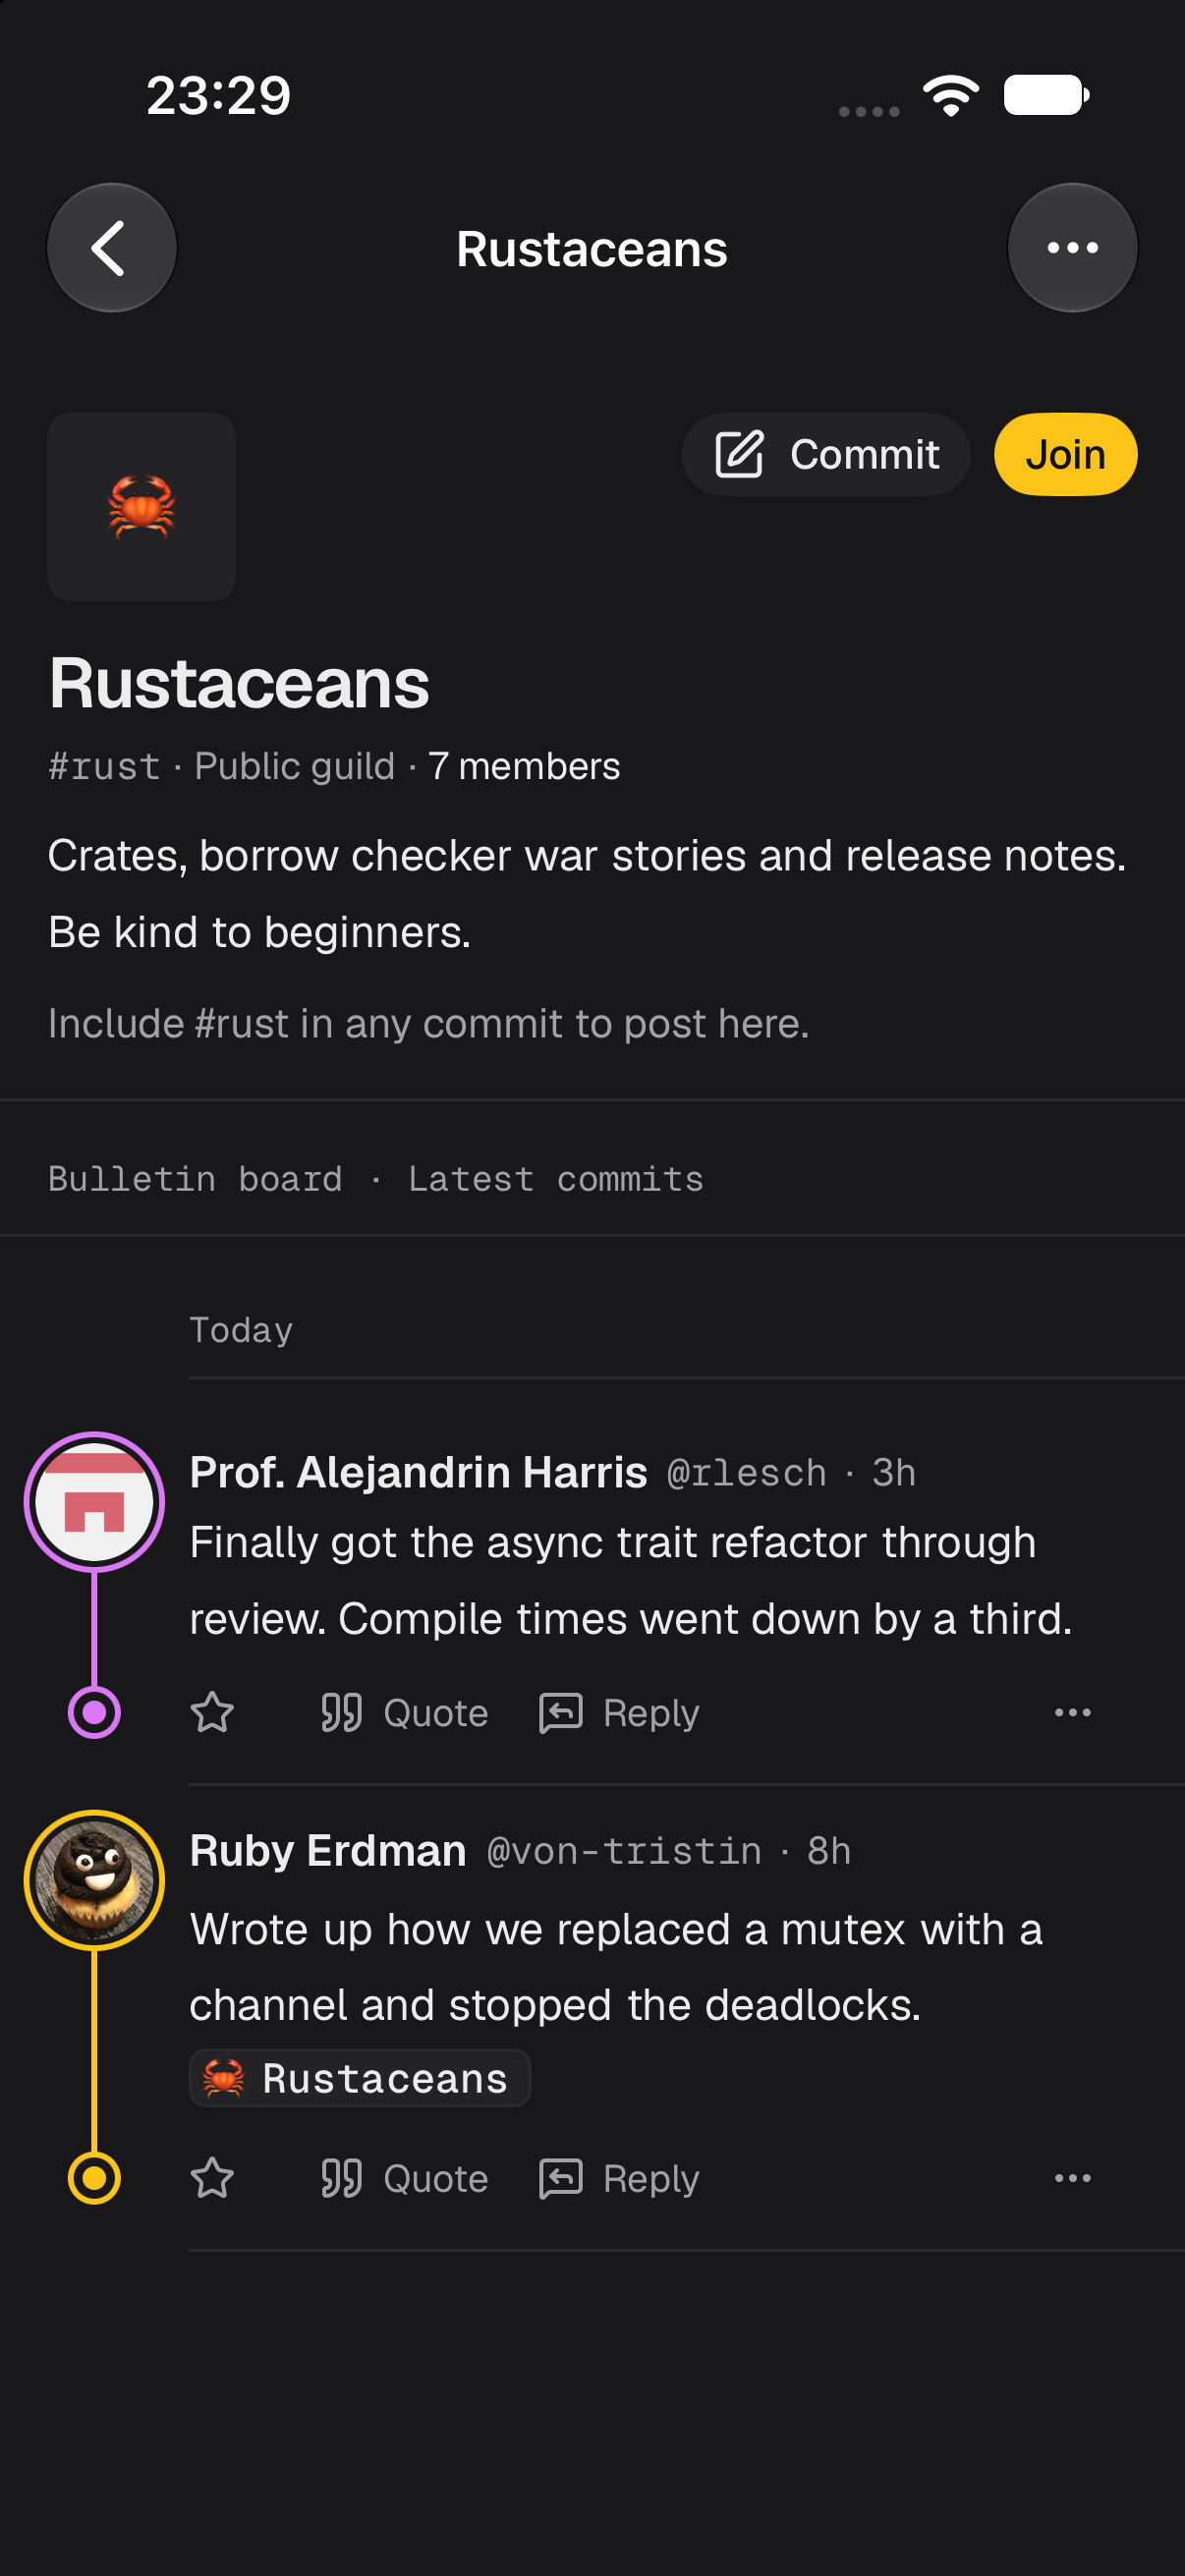 23:29
Rustaceans
Commit
Join
Rustaceans
#rust · Public guild · 7 members
Crates, borrow checker war stories and release notes.
Be kind to beginners.
Include #rust in any commit to post here.
Bulletin board · Latest commits
Today
Prof. Alejandrin Harris @rlesch · 3h
Finally got the async trait refactor through
review. Compile times went down by a third.
Quote Reply
Ruby Erdman @von-tristin · 8h
Wrote up how we replaced a mutex with a
channel and stopped the deadlocks.
🦀 Rustaceans
Quote Reply